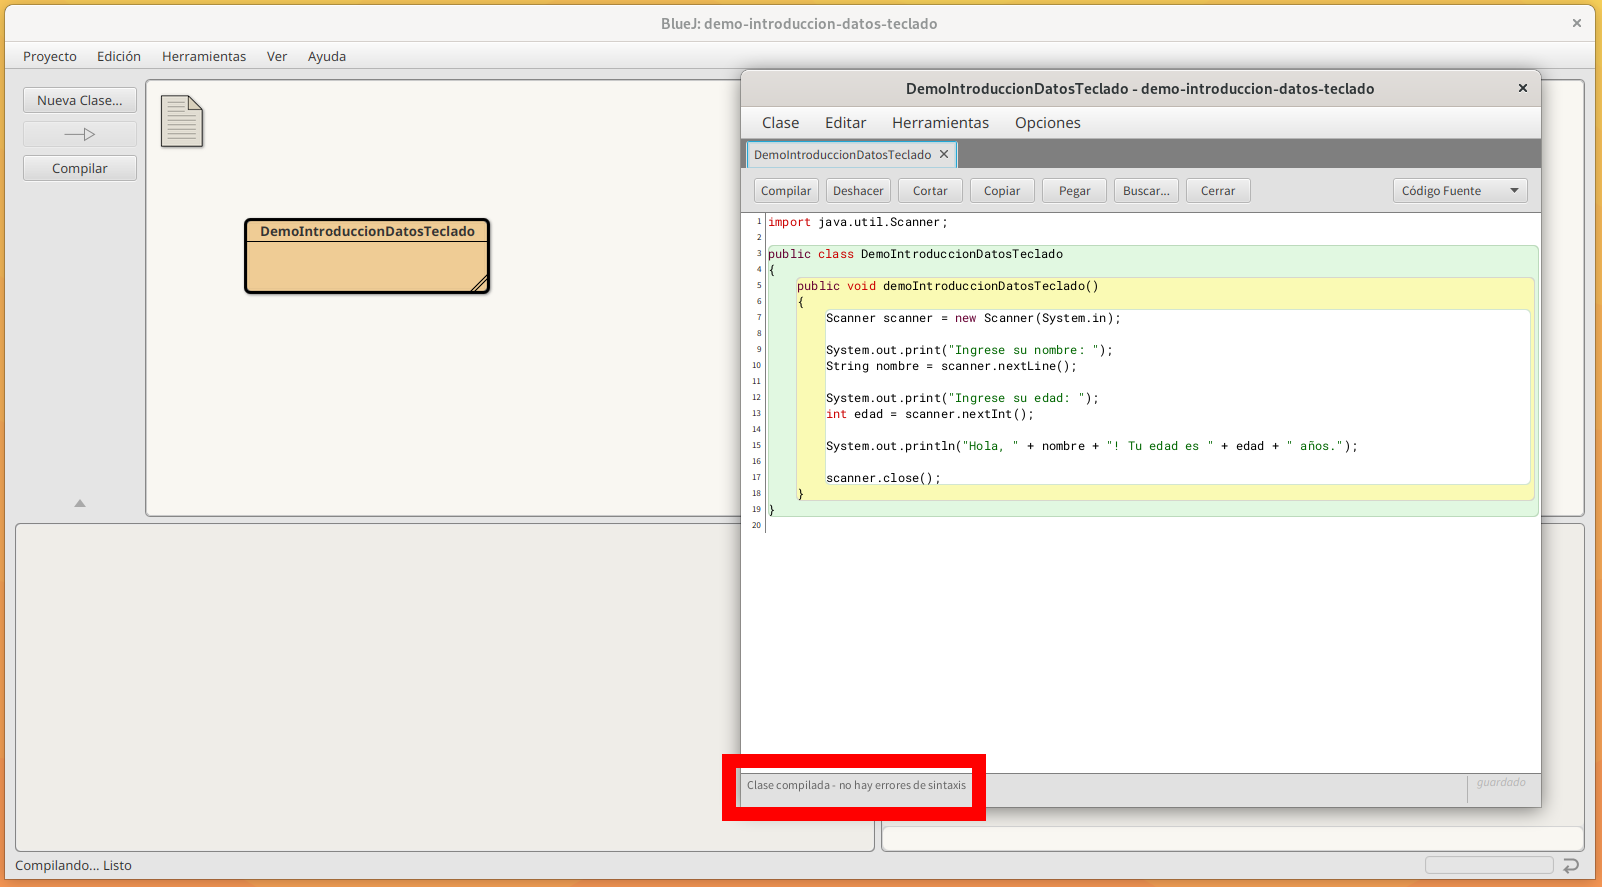 BlueJ: demo-introduccion-datos-teclado
Proyecto Edición Herramientas Ver Ayuda
Nueva Clase...
Compilar
DemoIntroduccionDatosTeclado
DemoIntroduccionDatosTeclado - demo-introduccion-datos-teclado
Clase Editar Herramientas Opciones
DemoIntroduccionDatosTeclado
Compilar Deshacer Cortar Copiar Pegar Buscar... Cerrar Código Fuente
1 import java.util.Scanner;
2
3 public class DemoIntroduccionDatosTeclado
4 {
5 public void demoIntroduccionDatosTeclado()
6 {
7 Scanner scanner = new Scanner(System.in);
8
9 System.out.print("Ingrese su nombre: ");
10 String nombre = scanner.nextLine();
11
12 System.out.print("Ingrese su edad: ");
13 int edad = scanner.nextInt();
14
15 System.out.println("Hola, " + nombre + "! Tu edad es " + edad + " años.");
16
17 scanner.close();
18 }
19 }
20
Clase compilada - no hay errores de sintaxis
guardado
Compilando... Listo